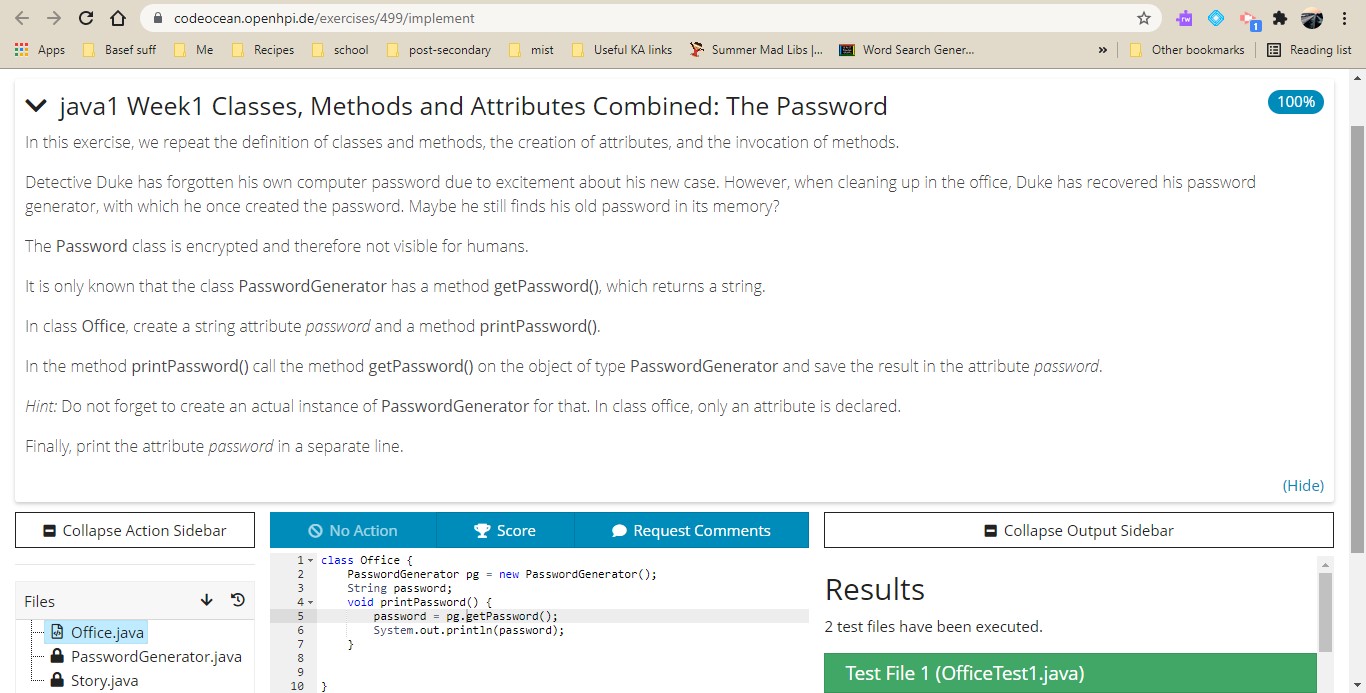 codeocean.openhpi.de/exercises/499/implement
1
Apps Basef suff Me Recipes school post-secondary mist Useful KA links Summer Mad Libs |... Word Search Gener... » Other bookmarks Reading list
java1 Week1 Classes, Methods and Attributes Combined: The Password 100%
In this exercise, we repeat the definition of classes and methods, the creation of attributes, and the invocation of methods.
Detective Duke has forgotten his own computer password due to excitement about his new case. However, when cleaning up in the office, Duke has recovered his password
generator, with which he once created the password. Maybe he still finds his old password in its memory?
The Password class is encrypted and therefore not visible for humans.
It is only known that the class PasswordGenerator has a method getPassword(), which returns a string.
In class Office, create a string attribute password and a method printPassword().
In the method printPassword() call the method getPassword() on the object of type PasswordGenerator and save the result in the attribute password.
Hint: Do not forget to create an actual instance of PasswordGenerator for that. In class office, only an attribute is declared.
Finally, print the attribute password in a separate line.
(Hide)
Collapse Action Sidebar
No Action Score Request Comments
Collapse Output Sidebar
Files
Office.java
PasswordGenerator.java
Story.java
1 class Office {
2 PasswordGenerator pg = new PasswordGenerator();
3 String password;
4 void printPassword() {
5 password = pg.getPassword();
6 System.out.println(password);
7 }
8
9
10 }
Results
2 test files have been executed.
Test File 1 (OfficeTest1.java)